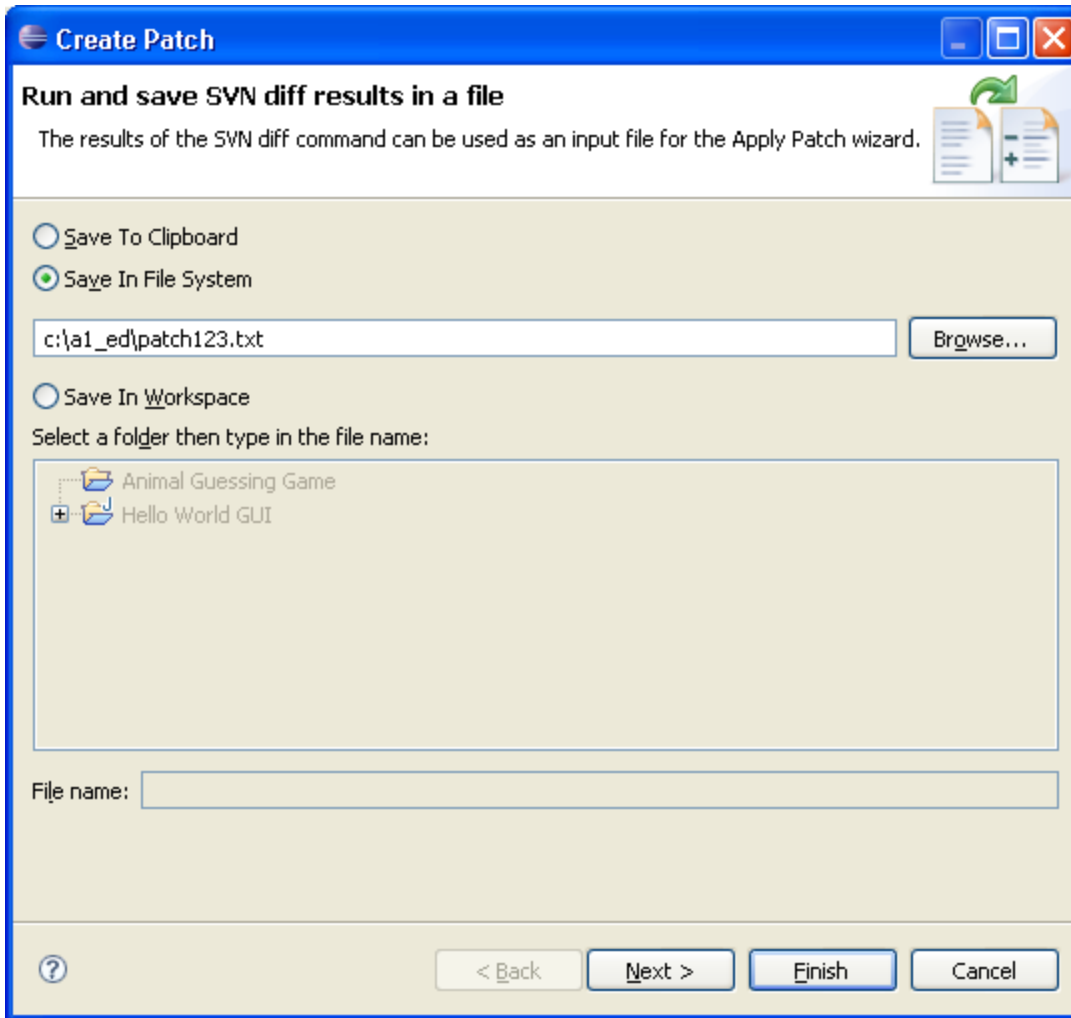 Create Patch
Run and save SVN diff results in a file
The results of the SVN diff command can be used as an input file for the Apply Patch wizard.
Save To Clipboard
Save In File System
c:\a1_ed\patch123.txt
Browse...
Save In Workspace
Select a folder then type in the file name:
Animal Guessing Game
Hello World GUI
File name:
< Back Next > Finish Cancel